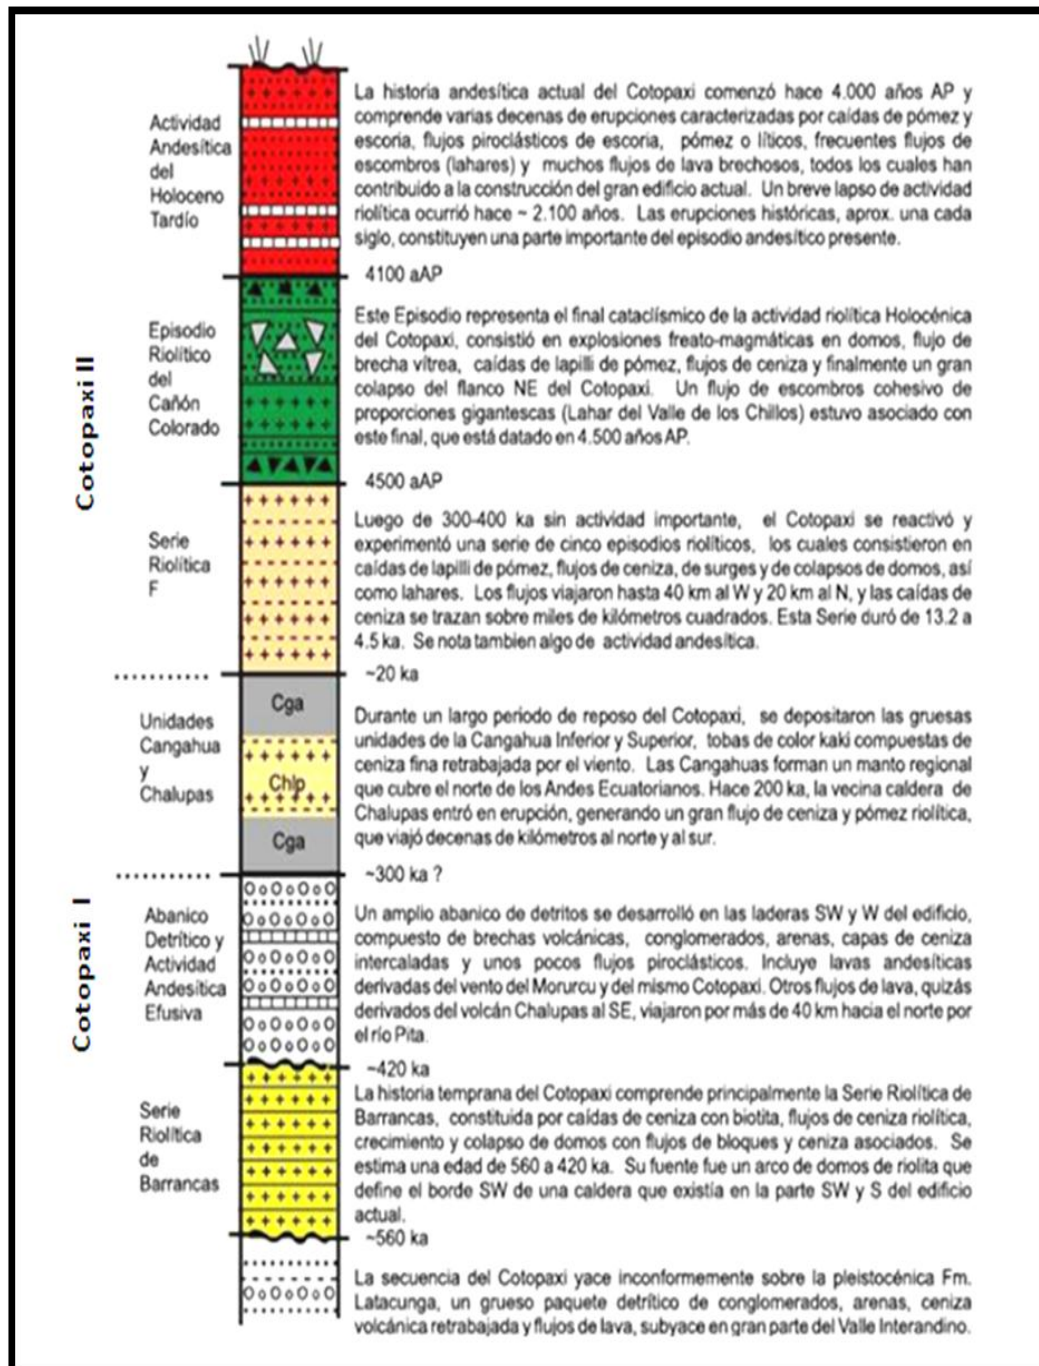 Actividad
Andesítica
del
Holoceno
Tardío
La historia andesítica actual del Cotopaxi comenzó hace 4.000 años AP y
comprende varias decenas de erupciones caracterizadas por caídas de pómez y
escoria, flujos piroclásticos de escoria, pómez o líticos, frecuentes flujos de
escombros (lahares) y muchos flujos de lava brechosos, todos los cuales han
contribuido a la construcción del gran edificio actual. Un breve lapso de actividad
riolítica ocurrió hace ~ 2.100 años. Las erupciones históricas, aprox. una cada
siglo, constituyen una parte importante del episodio andesítico presente.
4100 aAP
Cotopaxi II
Episodio
Riolítico
del
Cañón
Colorado
Este Episodio representa el final cataclísmico de la actividad riolítica Holocénica
del Cotopaxi, consistió en explosiones freato-magmáticas en domos, flujo de
brecha vítrea, caídas de lapilli de pómez, flujos de ceniza y finalmente un gran
colapso del flanco NE del Cotopaxi. Un flujo de escombros cohesivo de
proporciones gigantescas (Lahar del Valle de los Chillos) estuvo asociado con
este final, que está datado en 4.500 años AP.
4500 aAP
Serie
Riolítica
F
Luego de 300-400 ka sin actividad importante, el Cotopaxi se reactivó y
experimentó una serie de cinco episodios riolíticos, los cuales consistieron en
caídas de lapilli de pómez, flujos de ceniza, de surges y de colapsos de domos, así
como lahares. Los flujos viajaron hasta 40 km al W y 20 km al N, y las caídas de
ceniza se trazan sobre miles de kilómetros cuadrados. Esta Serie duró de 13.2 a
4.5 ka. Se nota tambien algo de actividad andesítica.
~20 ka
Unidades
Cangahua
y
Chalupas
Cga
Chlp
Cga
Durante un largo período de reposo del Cotopaxi, se depositaron las gruesas
unidades de la Cangahua Inferior y Superior, tobas de color kaki compuestas de
ceniza fina retrabajada por el viento. Las Cangahuas forman un manto regional
que cubre el norte de los Andes Ecuatorianos. Hace 200 ka, la vecina caldera de
Chalupas entró en erupción, generando un gran flujo de ceniza y pómez riolítica,
que viajó decenas de kilómetros al norte y al sur.
~300 ka ?
Cotopaxi I
Abanico
Detrítico y
Actividad
Andesítica
Efusiva
Un amplio abanico de detritos se desarrolló en las laderas SW y W del edificio,
compuesto de brechas volcánicas, conglomerados, arenas, capas de ceniza
intercaladas y unos pocos flujos piroclásticos. Incluye lavas andesíticas
derivadas del vento del Morurcu y del mismo Cotopaxi. Otros flujos de lava, quizás
derivados del volcán Chalupas al SE, viajaron por más de 40 km hacia el norte por
el río Pita.
~420 ka
Serie
Riolítica
de
Barrancas
La historia temprana del Cotopaxi comprende principalmente la Serie Riolítica de
Barrancas, constituida por caídas de ceniza con biotita, flujos de ceniza riolítica,
crecimiento y colapso de domos con flujos de bloques y ceniza asociados. Se
estima una edad de 560 a 420 ka. Su fuente fue un arco de domos de riolita que
define el borde SW de una caldera que existía en la parte SW y S del edificio
actual.
~560 ka
La secuencia del Cotopaxi yace inconformemente sobre la pleistocénica Fm.
Latacunga, un grueso paquete detrítico de conglomerados, arenas, ceniza
volcánica retrabajada y flujos de lava, subyace en gran parte del Valle Interandino.